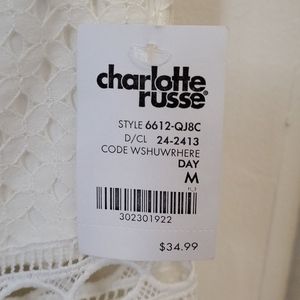 charlotte
russe®
STYLE 6612-QJ8C
D/CL 24-2413
CODE WSHUWRHERE
DAY
M
302301922
$34.99